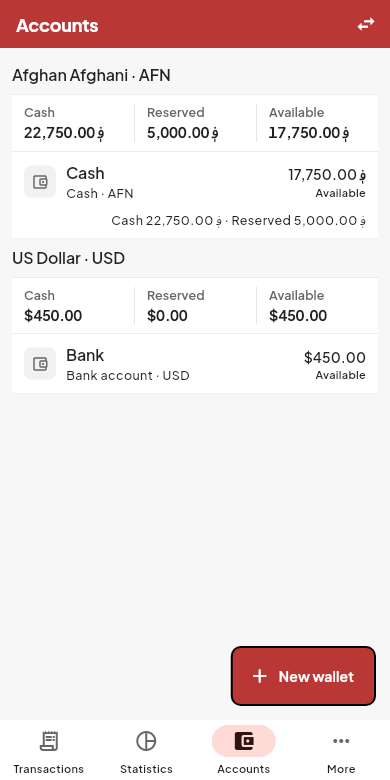 Accounts
Afghan Afghani · AFN
Cash Reserved Available
22,750.00؋ 5,000.00؋ 17,750.00؋
Cash 17,750.00؋
Cash · AFN Available
Cash 22,750.00؋ · Reserved 5,000.00؋
US Dollar · USD
Cash Reserved Available
$450.00 $0.00 $450.00
Bank $450.00
Bank account · USD Available
New wallet
Transactions Statistics Accounts More